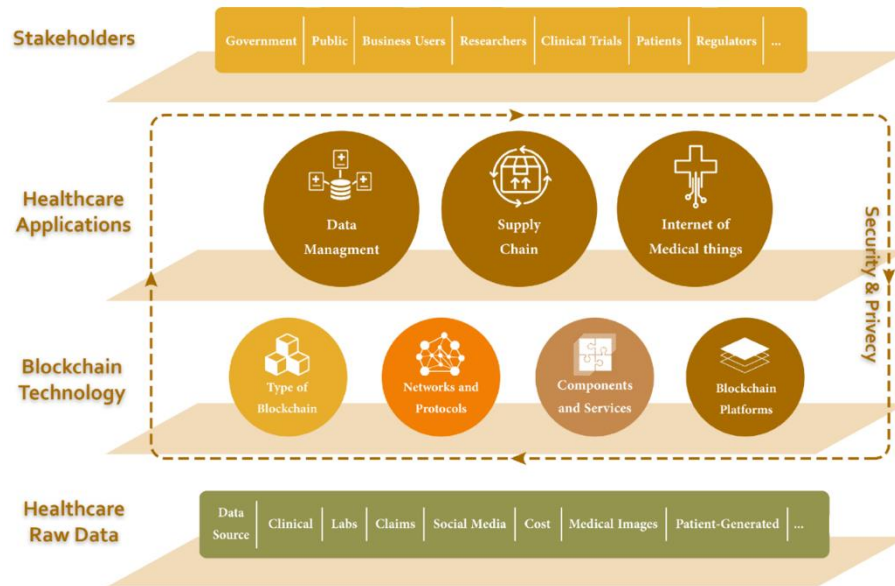 Stakeholders
Government | Public | Business Users | Researchers | Clinical Trials | Patients | Regulators | ...
Healthcare
Applications
Data
Managment
Supply
Chain
Internet of
Medical things
Security & Privecy
Blockchain
Technology
Type of
Blockchain
Networks and
Protocols
Components
and Services
Blockchain
Platforms
Healthcare
Raw Data
Data
Source | Clinical | Labs | Claims | Social Media | Cost | Medical Images | Patient-Generated | ...